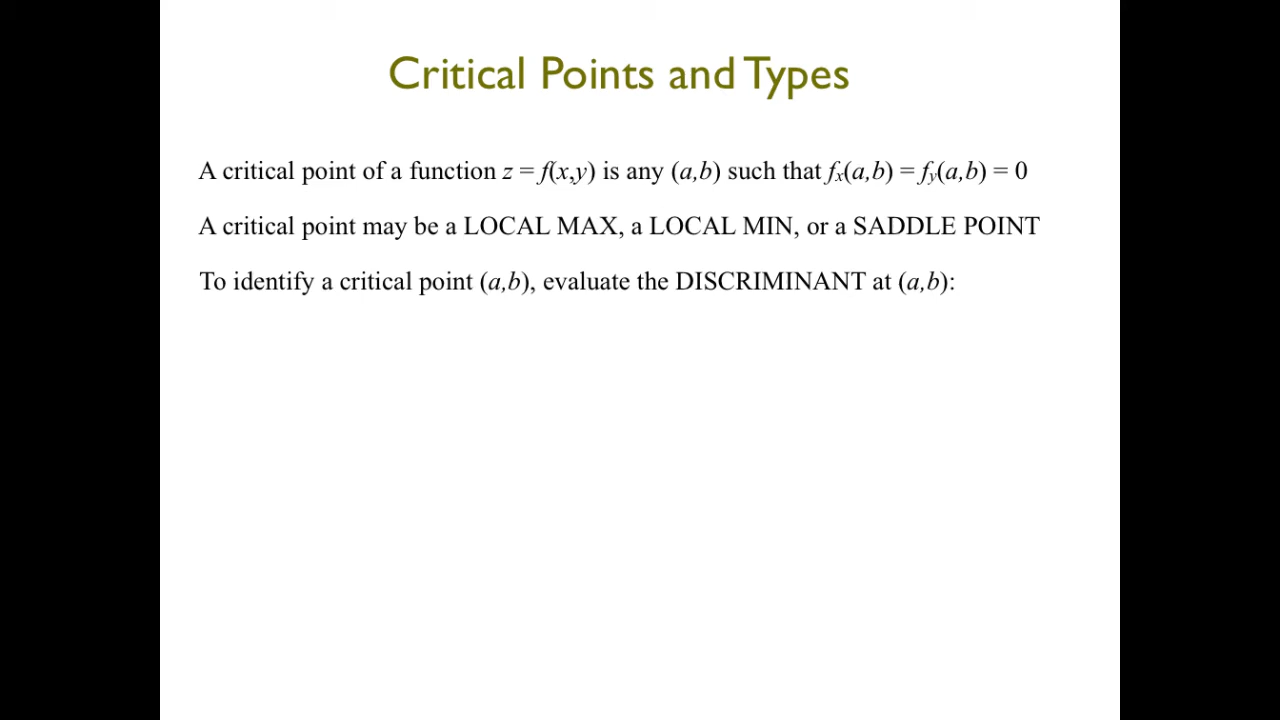 Critical Points and Types
A critical point of a function z = f(x,y) is any (a,b) such that fx(a,b) = fy(a,b) = 0
A critical point may be a LOCAL MAX, a LOCAL MIN, or a SADDLE POINT
To identify a critical point (a,b), evaluate the DISCRIMINANT at (a,b):